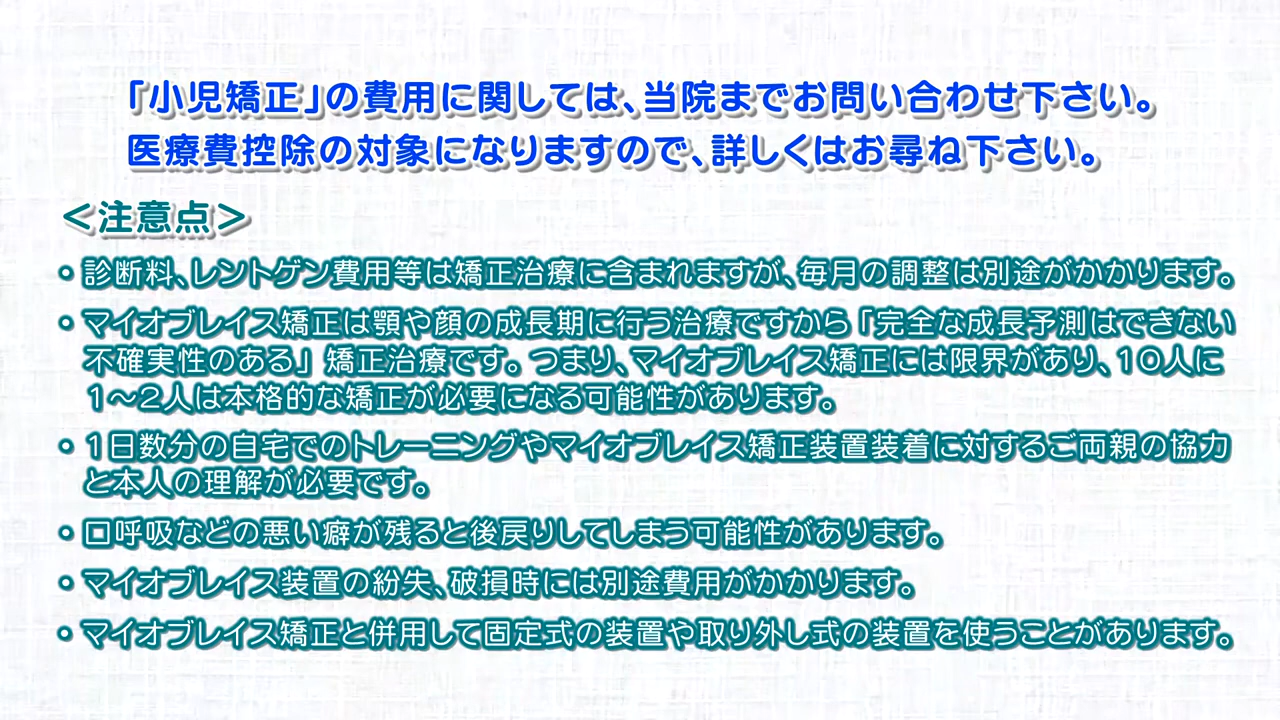 「小児矯正」の費用に関しては、当院までお問い合わせ下さい。
医療費控除の対象になりますので、詳しくはお尋ね下さい。
＜注意点＞
・診断料、レントゲン費用等は矯正治療に含まれますが、毎月の調整は別途がかかります。
・マイオブレイス矯正は顎や顔の成長期に行う治療ですから「完全な成長予測はできない
不確実性のある」矯正治療です。つまり、マイオブレイス矯正には限界があり、１０人に
１～２人は本格的な矯正が必要になる可能性があります。
・１日数分の自宅でのトレーニングやマイオブレイス矯正装置装着に対するご両親の協力
と本人の理解が必要です。
・口呼吸などの悪い癖が残ると後戻りしてしまう可能性があります。
・マイオブレイス装置の紛失、破損時には別途費用がかかります。
・マイオブレイス矯正と併用して固定式の装置や取り外し式の装置を使うことがあります。